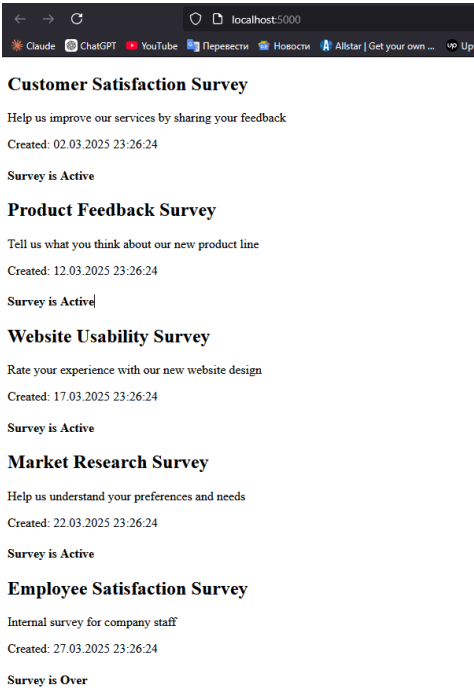 localhost:5000
Claude ChatGPT YouTube Перевести Новости Allstar | Get your own ... up Up
Customer Satisfaction Survey
Help us improve our services by sharing your feedback
Created: 02.03.2025 23:26:24
Survey is Active
Product Feedback Survey
Tell us what you think about our new product line
Created: 12.03.2025 23:26:24
Survey is Active
Website Usability Survey
Rate your experience with our new website design
Created: 17.03.2025 23:26:24
Survey is Active
Market Research Survey
Help us understand your preferences and needs
Created: 22.03.2025 23:26:24
Survey is Active
Employee Satisfaction Survey
Internal survey for company staff
Created: 27.03.2025 23:26:24
Survey is Over